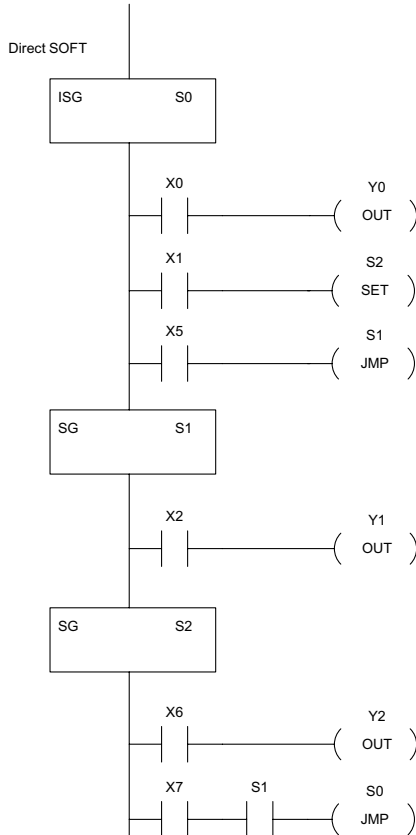 Direct SOFT
ISG S0
X0 Y0
OUT
X1 S2
SET
X5 S1
JMP
SG S1
X2 Y1
OUT
SG S2
X6 Y2
OUT
X7 S1 S0
JMP